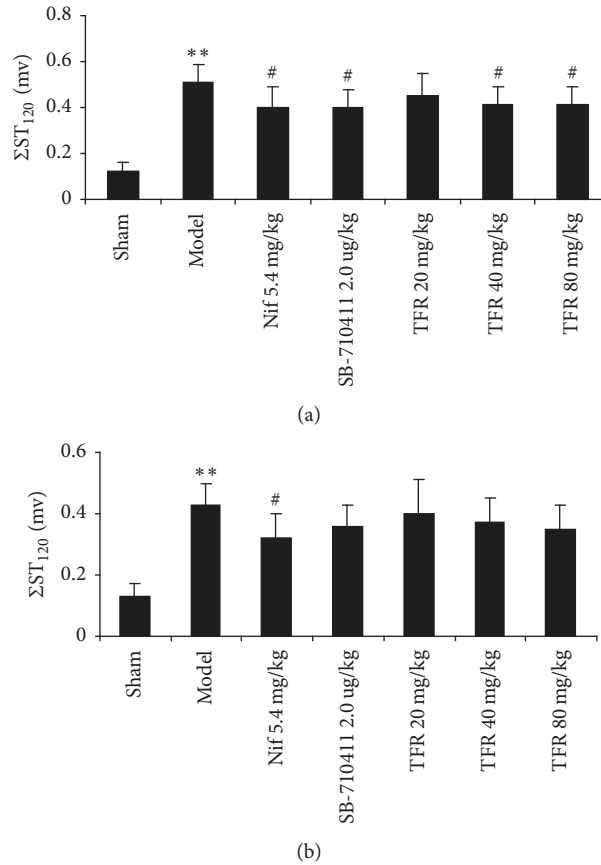 ΣST₁₂₀ (mv)
0.8
0.6
0.4
0.2
0
**
#
#
#
#
Sham
Model
Nif 5.4 mg/kg
SB-710411 2.0 ug/kg
TFR 20 mg/kg
TFR 40 mg/kg
TFR 80 mg/kg
(a)
ΣST₁₂₀ (mv)
0.6
0.4
0.2
0
**
#
Sham
Model
Nif 5.4 mg/kg
SB-710411 2.0 ug/kg
TFR 20 mg/kg
TFR 40 mg/kg
TFR 80 mg/kg
(b)